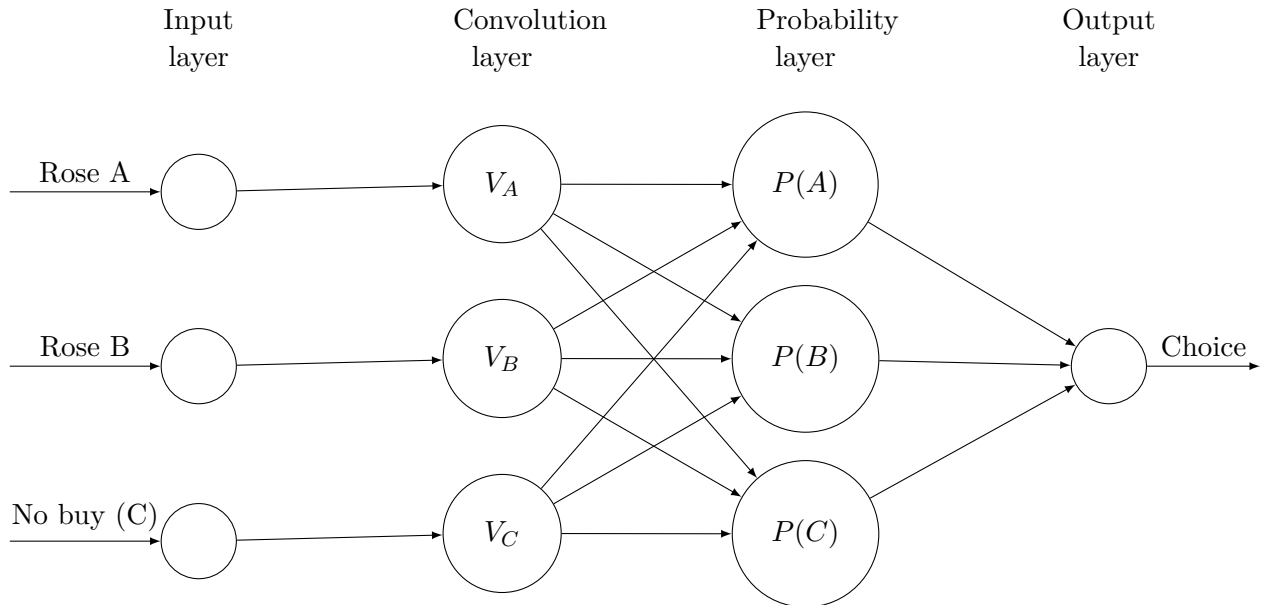 Input layer
Convolution layer
Probability layer
Output layer
Rose A
V_A
P(A)
Rose B
V_B
P(B)
Choice
No buy (C)
V_C
P(C)